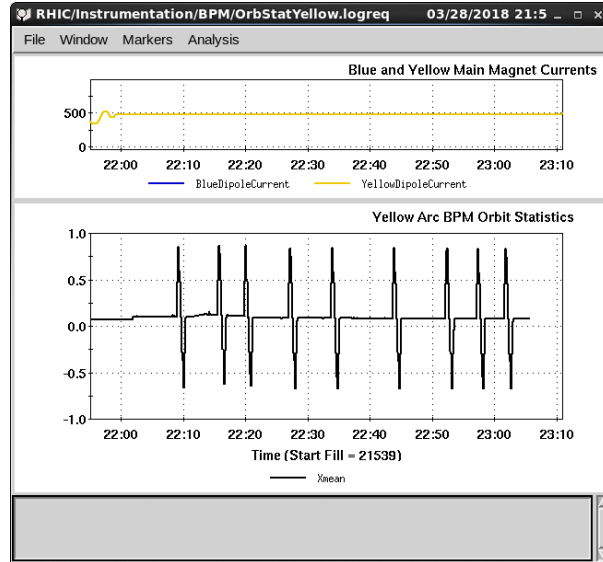 RHIC/Instrumentation/BPM/OrbStatYellow.logreq 03/28/2018 21:5
File Window Markers Analysis
Blue and Yellow Main Magnet Currents
500
0
22:00 22:10 22:20 22:30 22:40 22:50 23:00 23:10
BlueDipoleCurrent YellowDipoleCurrent
Yellow Arc BPM Orbit Statistics
1.0
0.5
0.0
-0.5
-1.0
22:00 22:10 22:20 22:30 22:40 22:50 23:00 23:10
Time (Start Fill = 21539)
Xmean